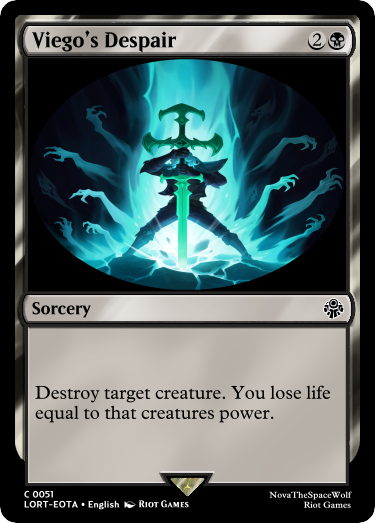 Viego's Despair 2
Sorcery
Destroy target creature. You lose life
equal to that creatures power.
C 0051
NovaTheSpaceWolf
LORT-EOTA • English Riot Games
Riot Games